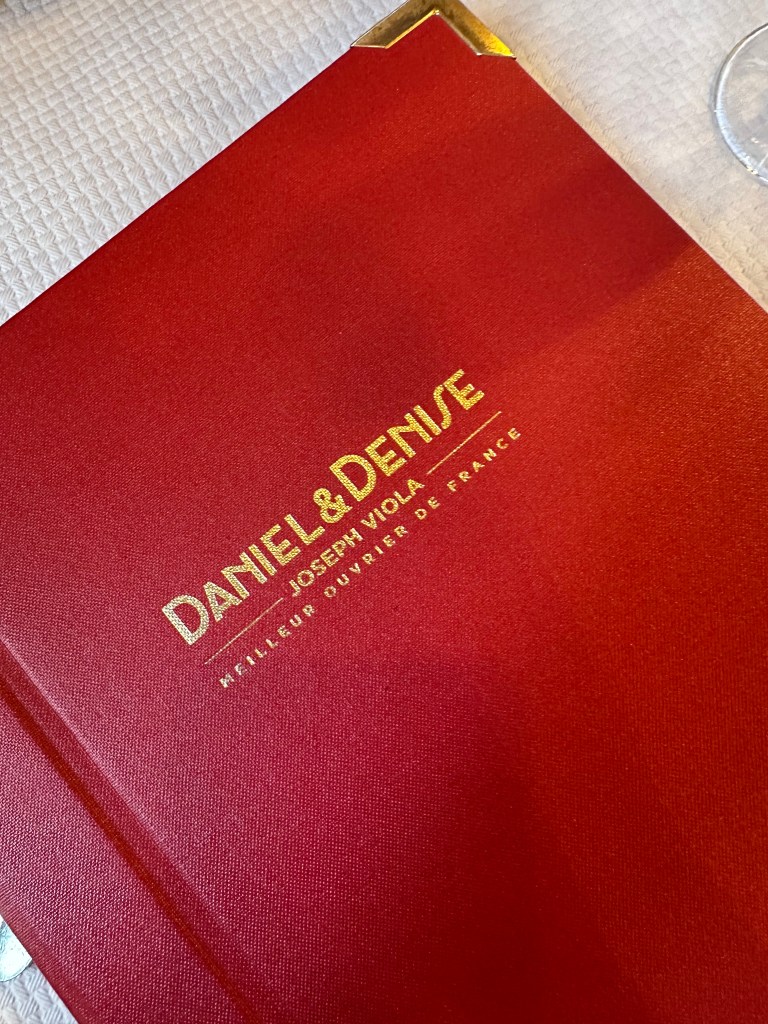 DANIEL & DENISE
JOSEPH VIOLA
MEILLEUR OUVRIER DE FRANCE